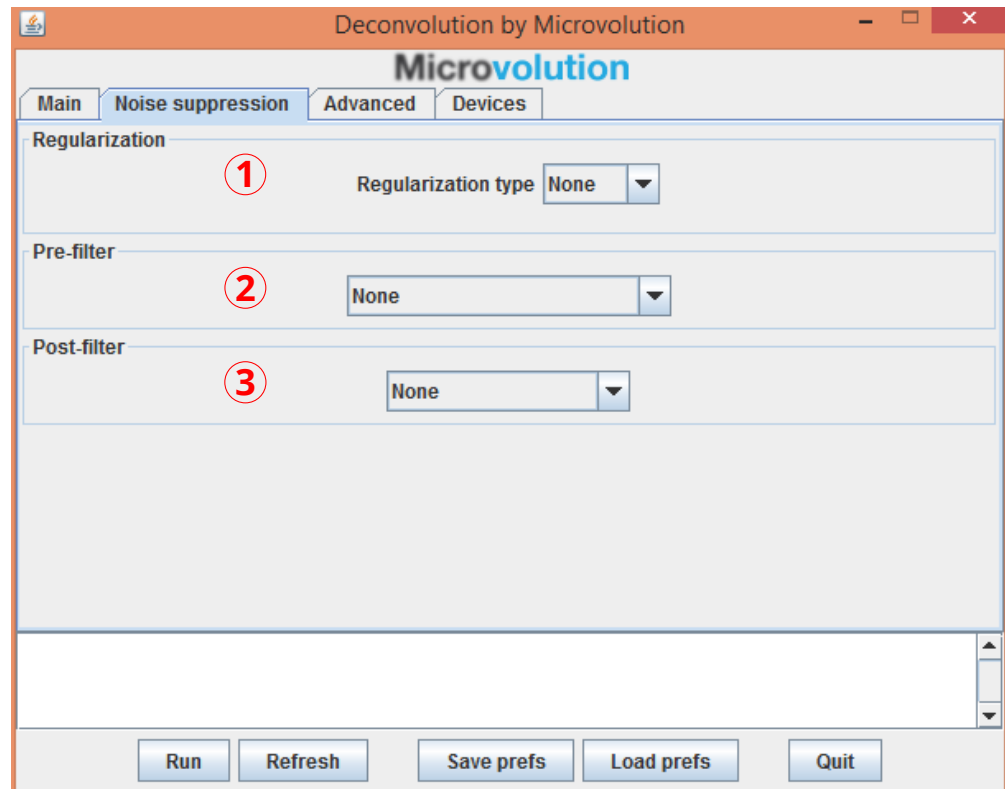 Deconvolution by Microvolution
Microvolution
Main Noise suppression Advanced Devices
Regularization
① Regularization type None
Pre-filter
② None
Post-filter
③ None
Run Refresh Save prefs Load prefs Quit